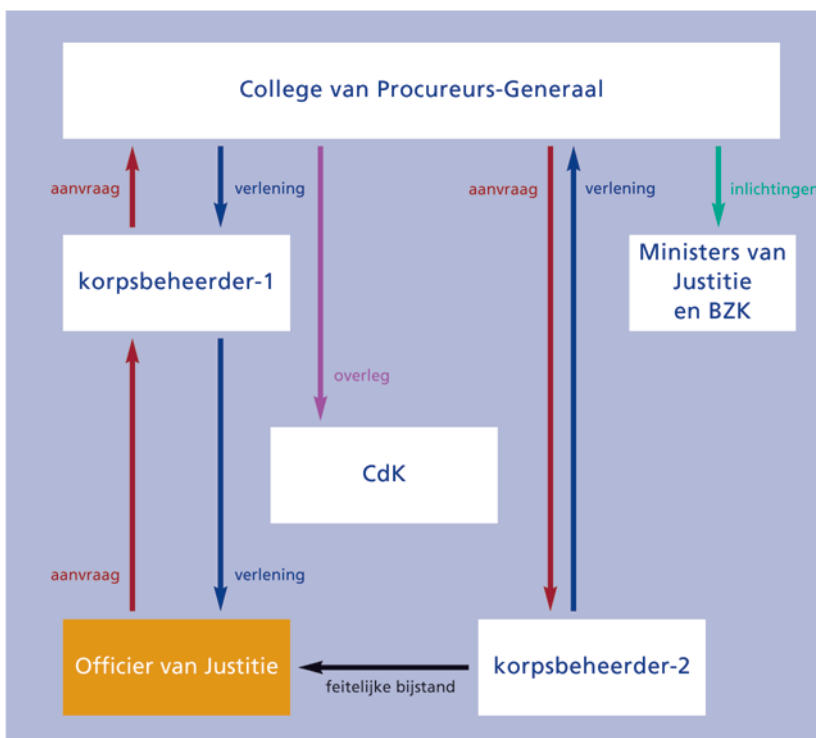 College van Procureurs-Generaal
aanvraag
verlening
aanvraag
verlening
inlichtingen
korpsbeheerder-1
Ministers van
Justitie
en BZK
overleg
CdK
aanvraag
verlening
Officier van Justitie
feitelijke bijstand
korpsbeheerder-2